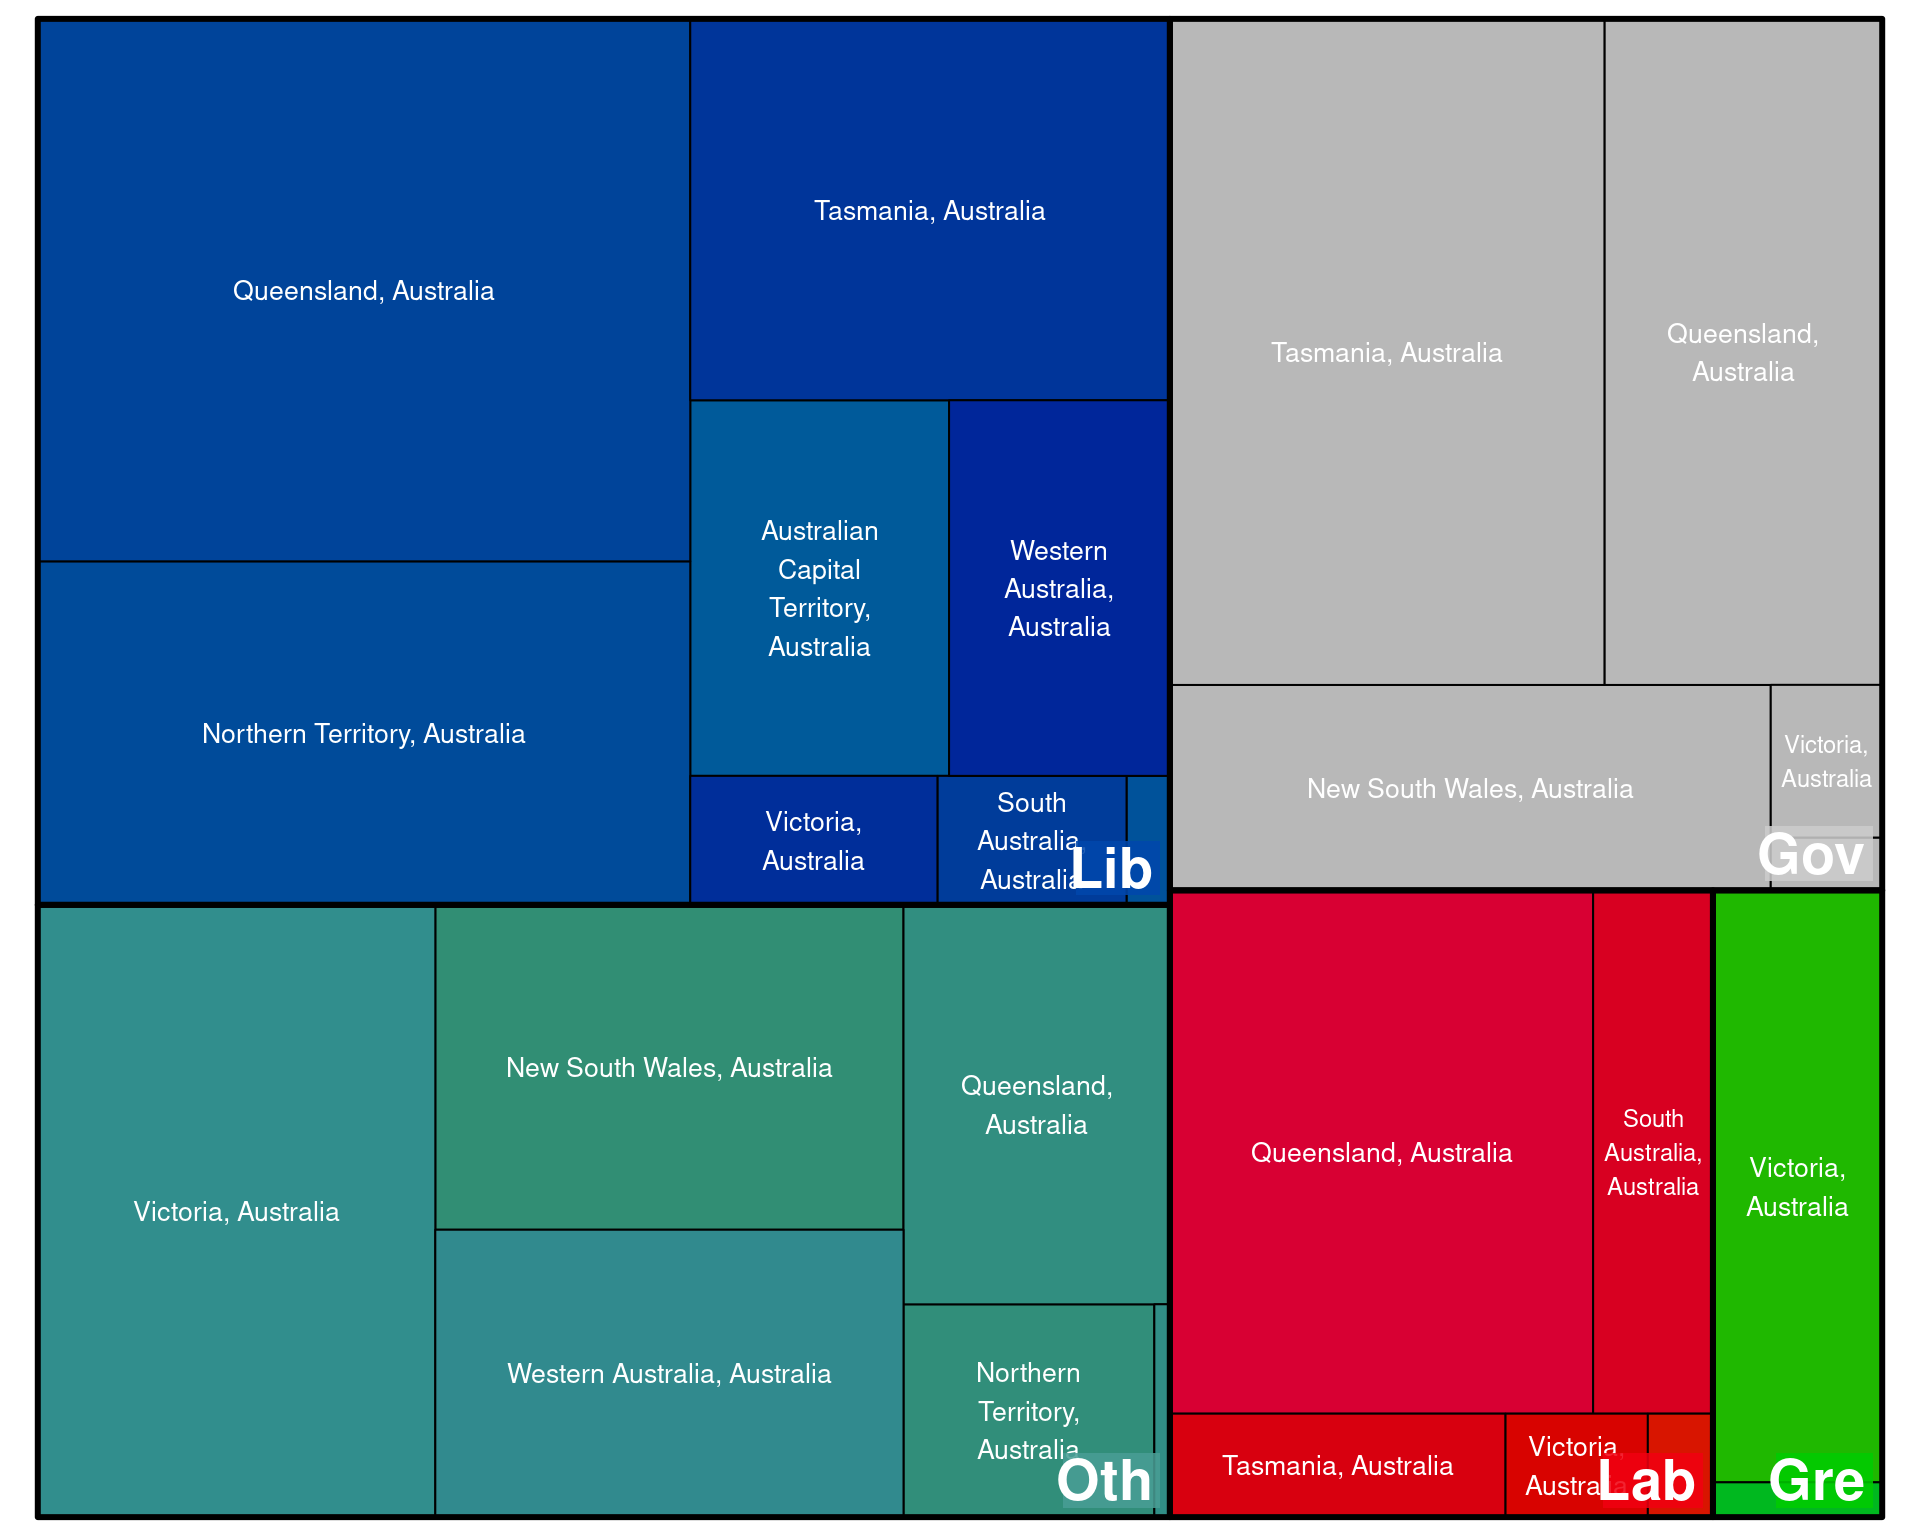 Queensland, Australia
Northern Territory, Australia
Tasmania, Australia
Australian
Capital
Territory,
Australia
Western
Australia,
Australia
Victoria,
Australia
South
Australia,
Australia
Lib
Tasmania, Australia
Queensland,
Australia
New South Wales, Australia
Victoria,
Australia
Gov
Victoria, Australia
New South Wales, Australia
Western Australia, Australia
Queensland,
Australia
Northern
Territory,
Australia
Oth
Queensland, Australia
South
Australia,
Australia
Tasmania, Australia
Victoria,
Australia
Lab
Victoria,
Australia
Gre